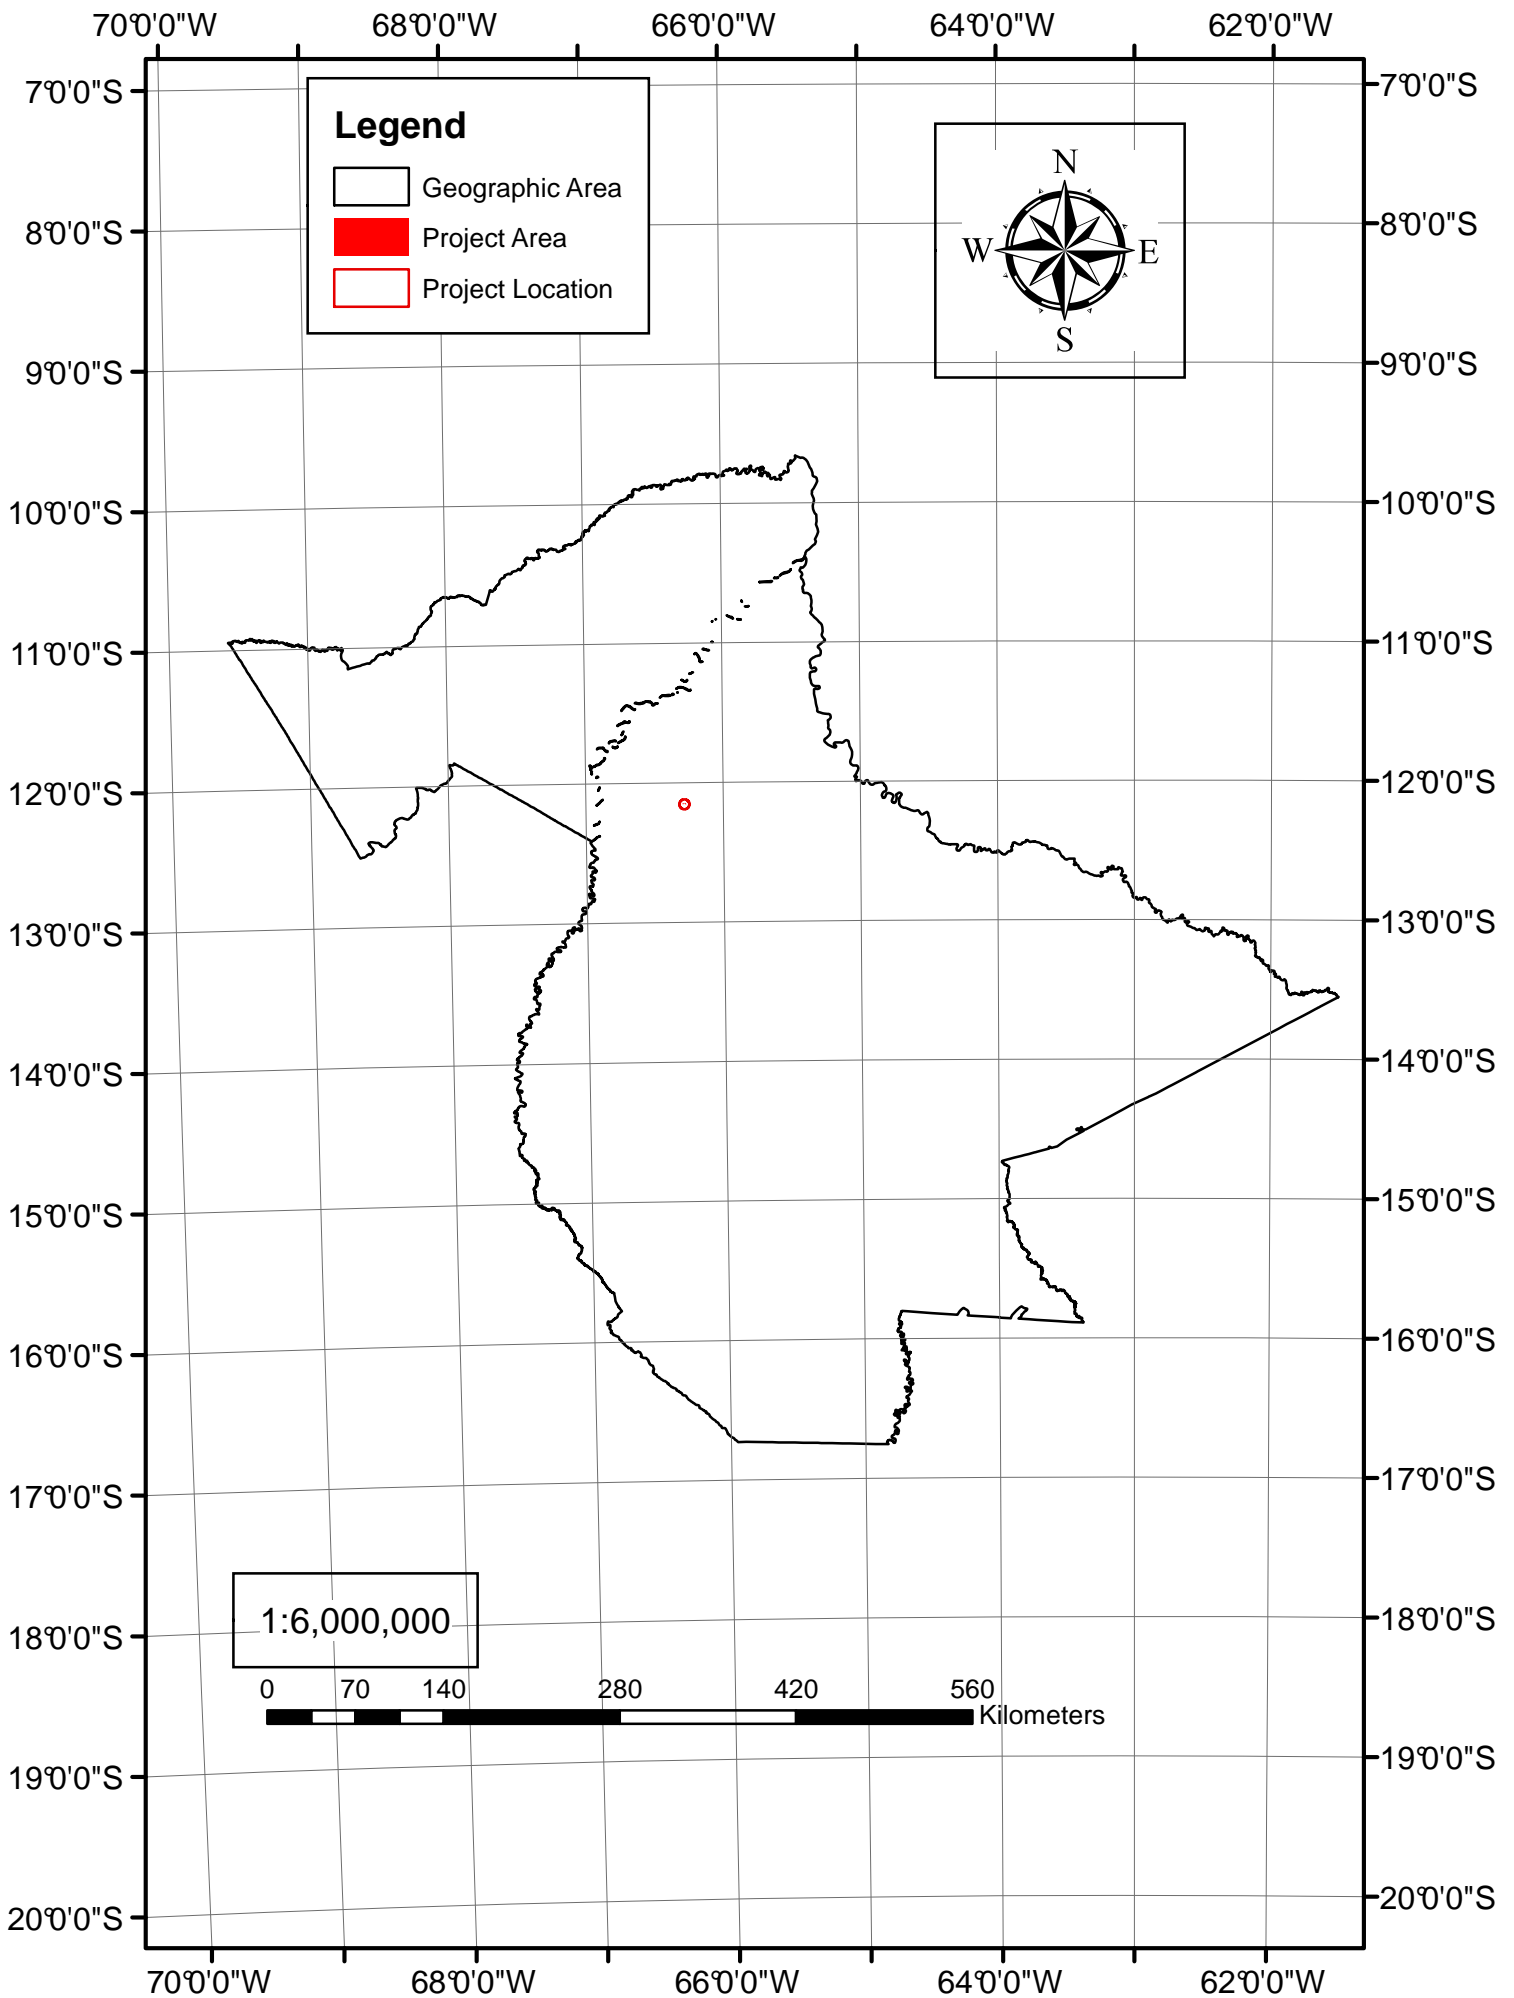 70°0'0"W 68°0'0"W 66°0'0"W 64°0'0"W 62°0'0"W
7°0'0"S 7°0'0"S
Legend
Geographic Area
Project Area
Project Location
N
W E
S
8°0'0"S 8°0'0"S
9°0'0"S 9°0'0"S
10°0'0"S 10°0'0"S
11°0'0"S 11°0'0"S
12°0'0"S 12°0'0"S
13°0'0"S 13°0'0"S
14°0'0"S 14°0'0"S
15°0'0"S 15°0'0"S
16°0'0"S 16°0'0"S
17°0'0"S 17°0'0"S
1:6,000,000
18°0'0"S 18°0'0"S
0 70 140 280 420 560
Kilometers
19°0'0"S 19°0'0"S
20°0'0"S 20°0'0"S
70°0'0"W 68°0'0"W 66°0'0"W 64°0'0"W 62°0'0"W